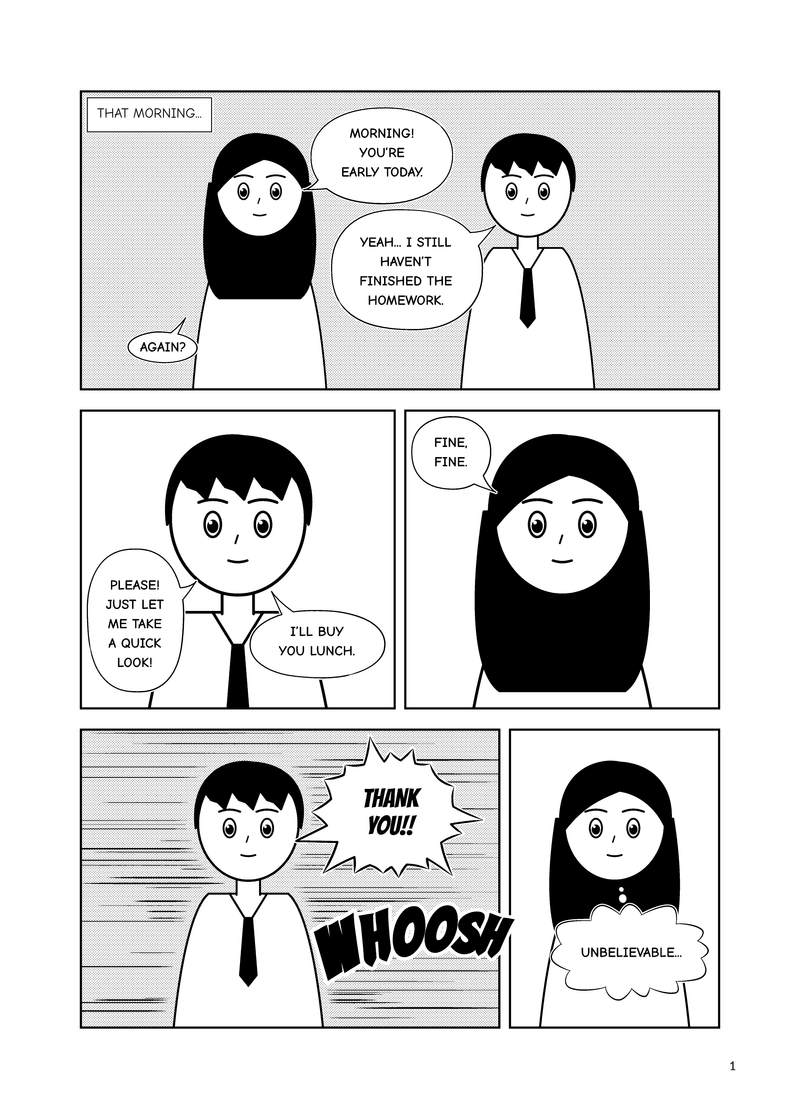 THAT MORNING...
MORNING!
YOU'RE
EARLY TODAY.
YEAH... I STILL
HAVEN'T
FINISHED THE
HOMEWORK.
AGAIN?
PLEASE!
JUST LET
ME TAKE
A QUICK
LOOK!
I'LL BUY
YOU LUNCH.
FINE,
FINE.
THANK
YOU!!
WHOOSH
UNBELIEVABLE...
1